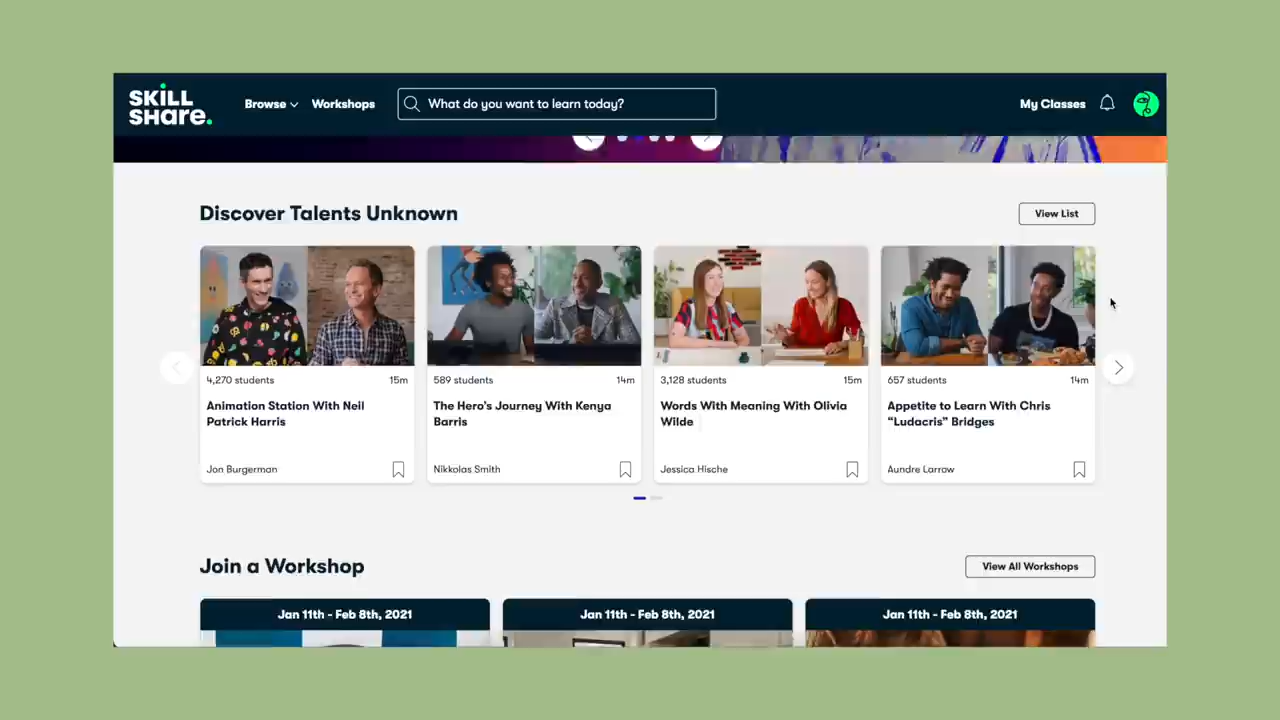 SKILL
SHare.
Browse
Workshops
What do you want to learn today?
My Classes
Discover Talents Unknown
View List
4,270 students
15m
Animation Station With Neil
Patrick Harris
Jon Burgerman
589 students
14m
The Hero's Journey With Kenya
Barris
Nikkolas Smith
3,128 students
15m
Words With Meaning With Olivia
Wilde
Jessica Hische
657 students
14m
Appetite to Learn With Chris
“Ludacris” Bridges
Aundre Larrow
Join a Workshop
View All Workshops
Jan 11th - Feb 8th, 2021
Jan 11th - Feb 8th, 2021
Jan 11th - Feb 8th, 2021